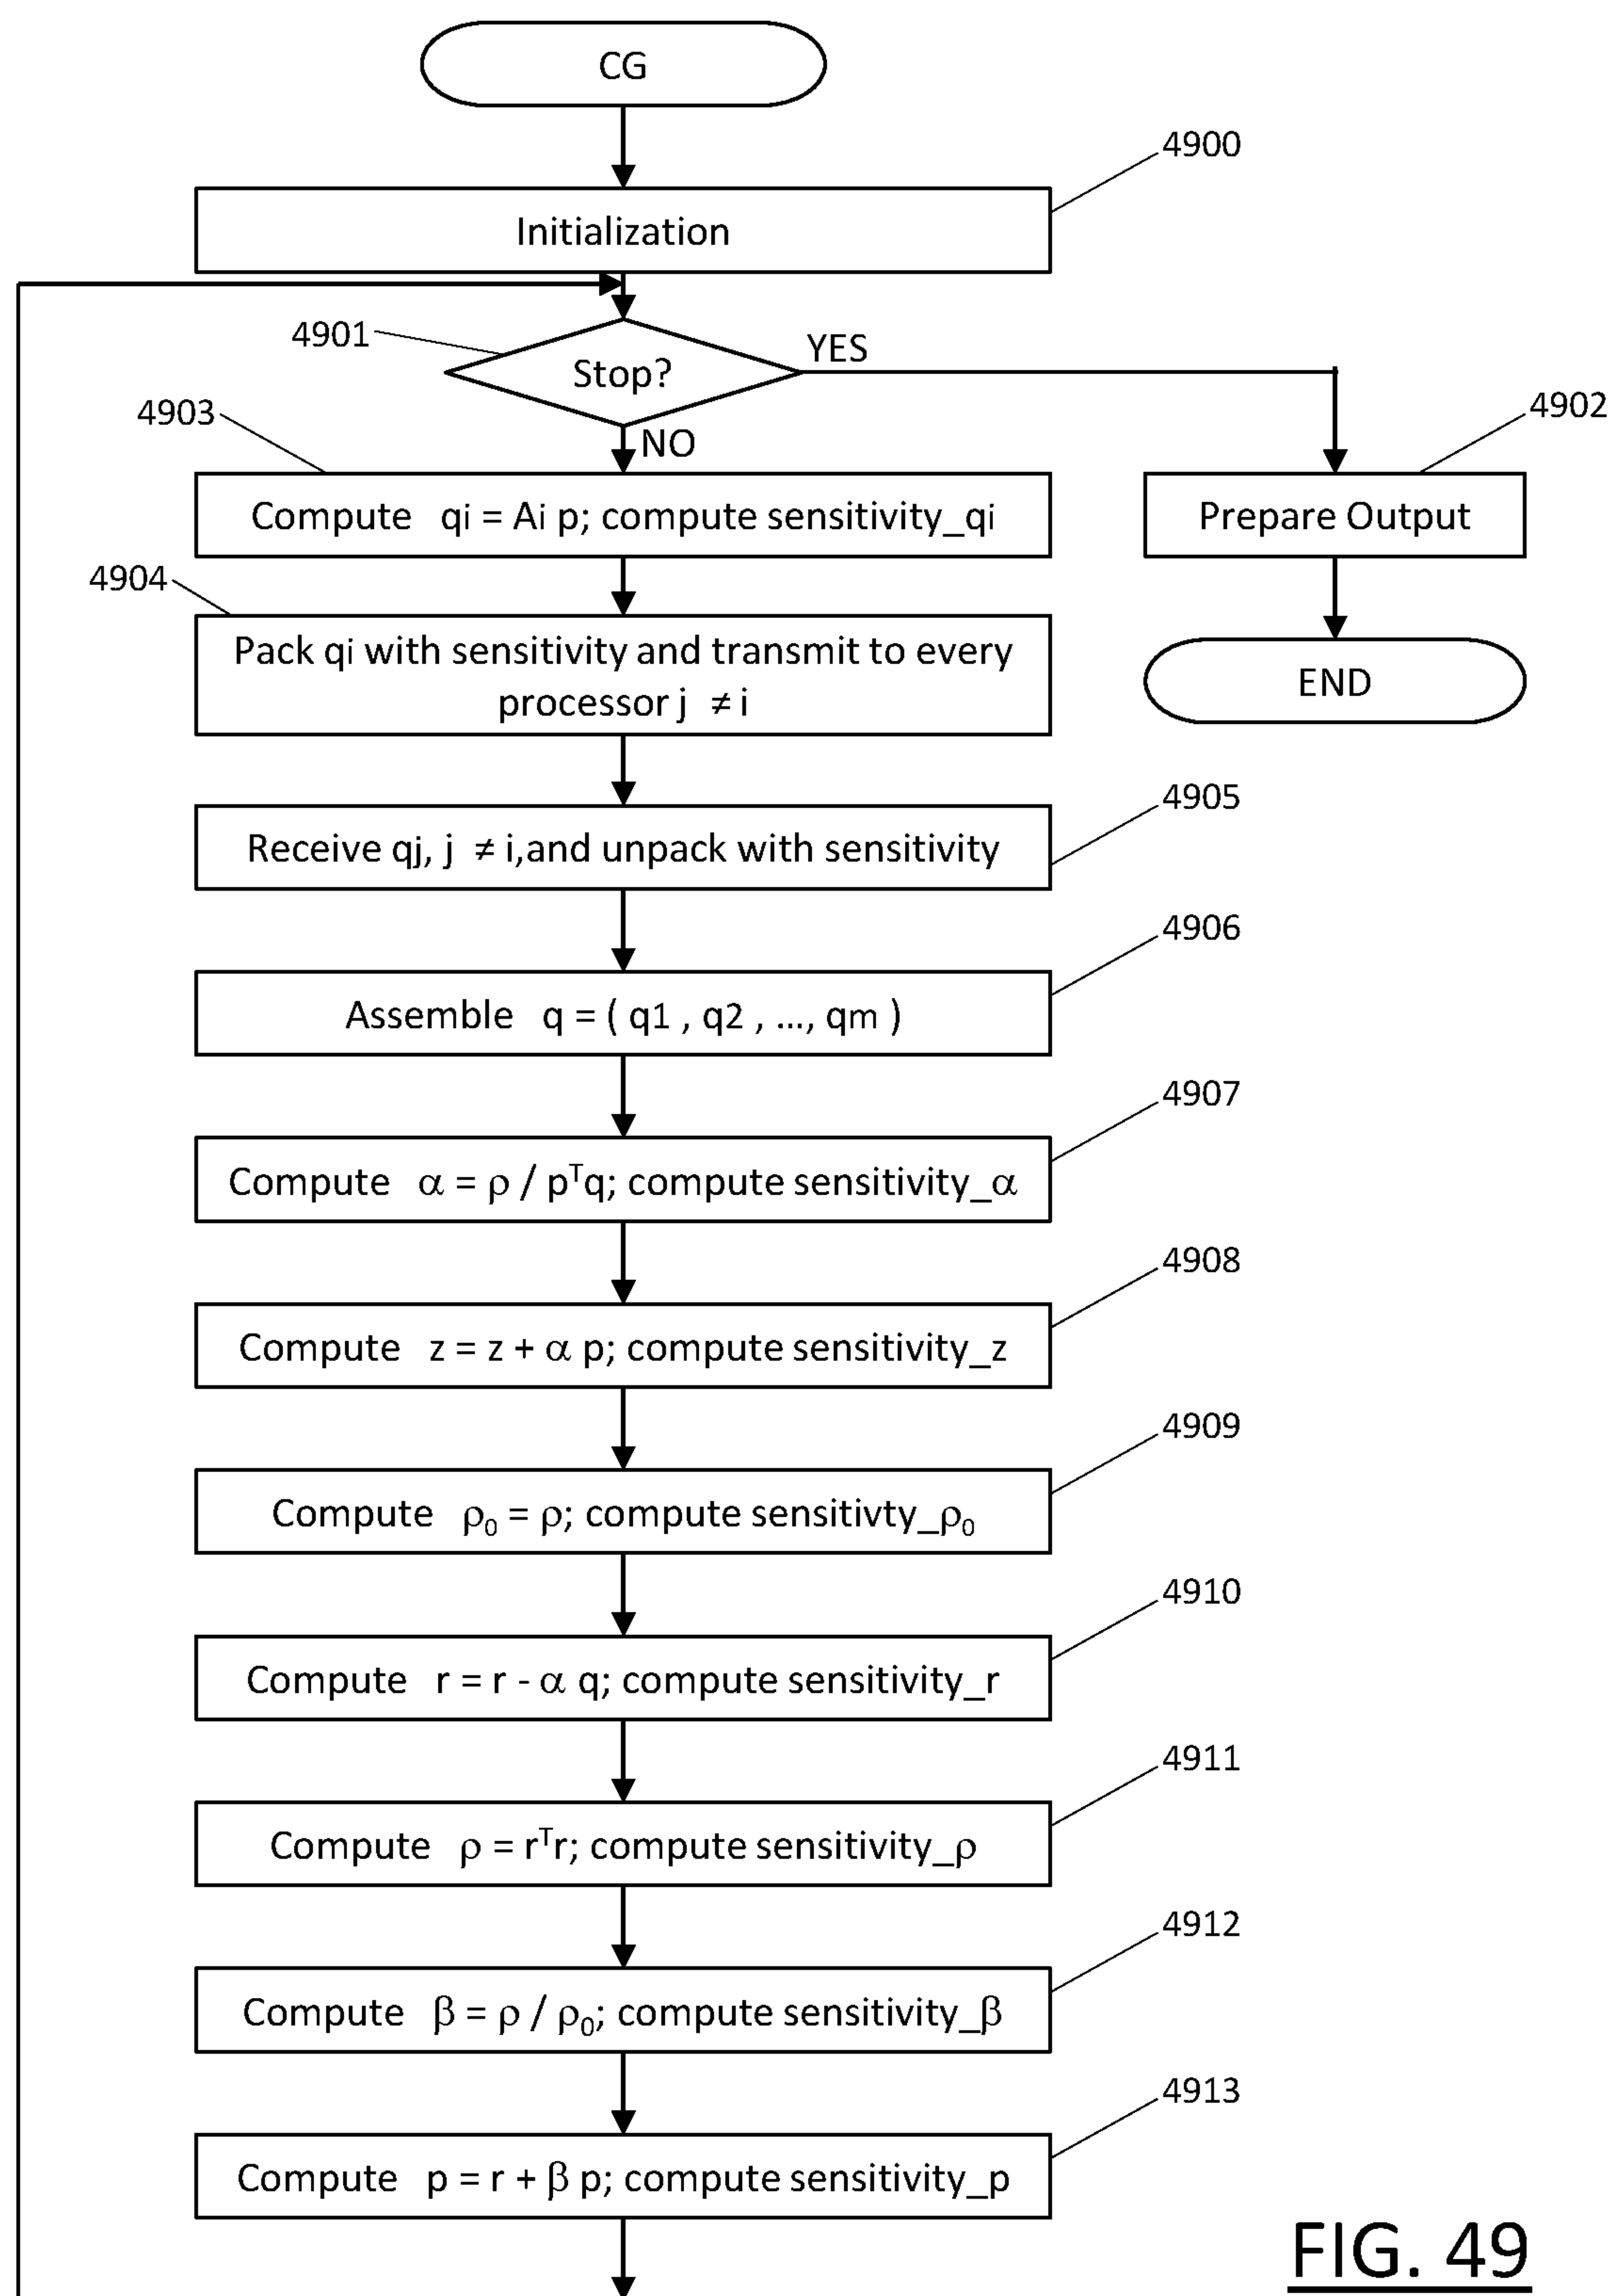 CG
4900
Initialization
4901
Stop?
YES
4902
4903
NO
Compute qi = Ai p; compute sensitivity_qi
Prepare Output
4904
Pack qi with sensitivity and transmit to every
processor j ≠ i
END
4905
Receive qj, j ≠ i,and unpack with sensitivity
4906
Assemble q = ( q1 , q2 , ..., qm )
4907
Compute α = ρ / pᵀq; compute sensitivity_α
4908
Compute z = z + α p; compute sensitivity_z
4909
Compute ρ₀ = ρ; compute sensitivty_ρ₀
4910
Compute r = r - α q; compute sensitivity_r
4911
Compute ρ = rᵀr; compute sensitivity_ρ
4912
Compute β = ρ / ρ₀; compute sensitivity_β
4913
Compute p = r + β p; compute sensitivity_p
FIG. 49